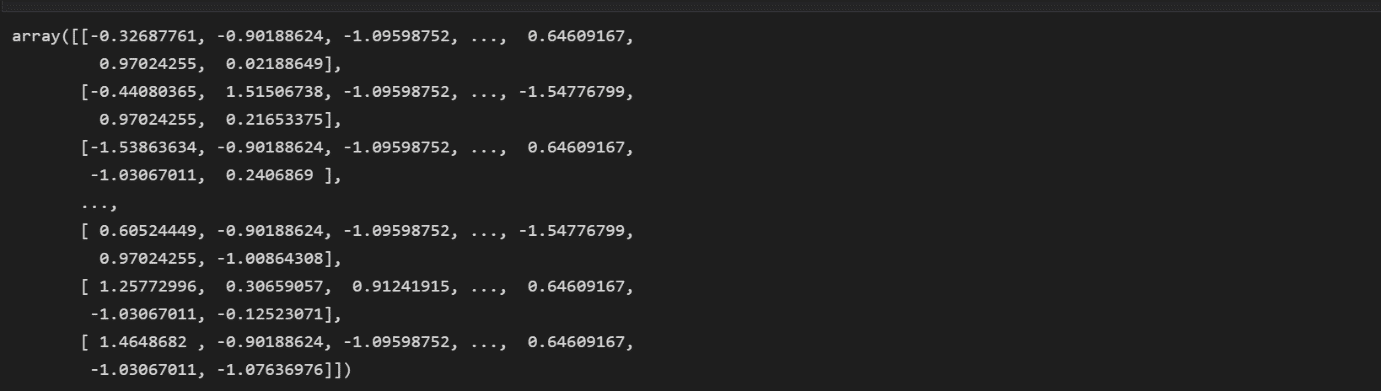 array([[-0.32687761, -0.90188624, -1.09598752, ...,  0.64609167,
         0.97024255,  0.02188649],
       [-0.44080365,  1.51506738, -1.09598752, ..., -1.54776799,
         0.97024255,  0.21653375],
       [-1.53863634, -0.90188624, -1.09598752, ...,  0.64609167,
        -1.03067011,  0.2406869 ],
       ...,
       [ 0.60524449, -0.90188624, -1.09598752, ..., -1.54776799,
         0.97024255, -1.00864308],
       [ 1.25772996,  0.30659057,  0.91241915, ...,  0.64609167,
        -1.03067011, -0.12523071],
       [ 1.4648682 , -0.90188624, -1.09598752, ...,  0.64609167,
        -1.03067011, -1.07636976]])